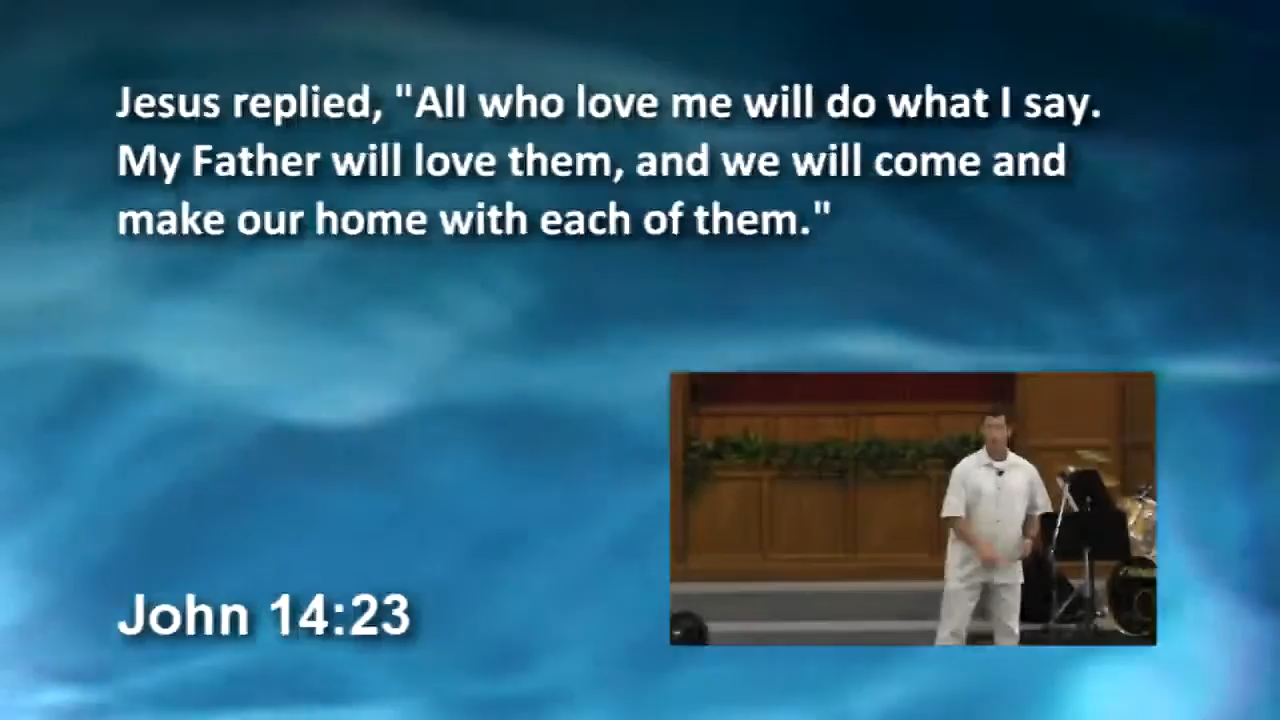 Jesus replied, "All who love me will do what I say.
My Father will love them, and we will come and
make our home with each of them."
John 14:23